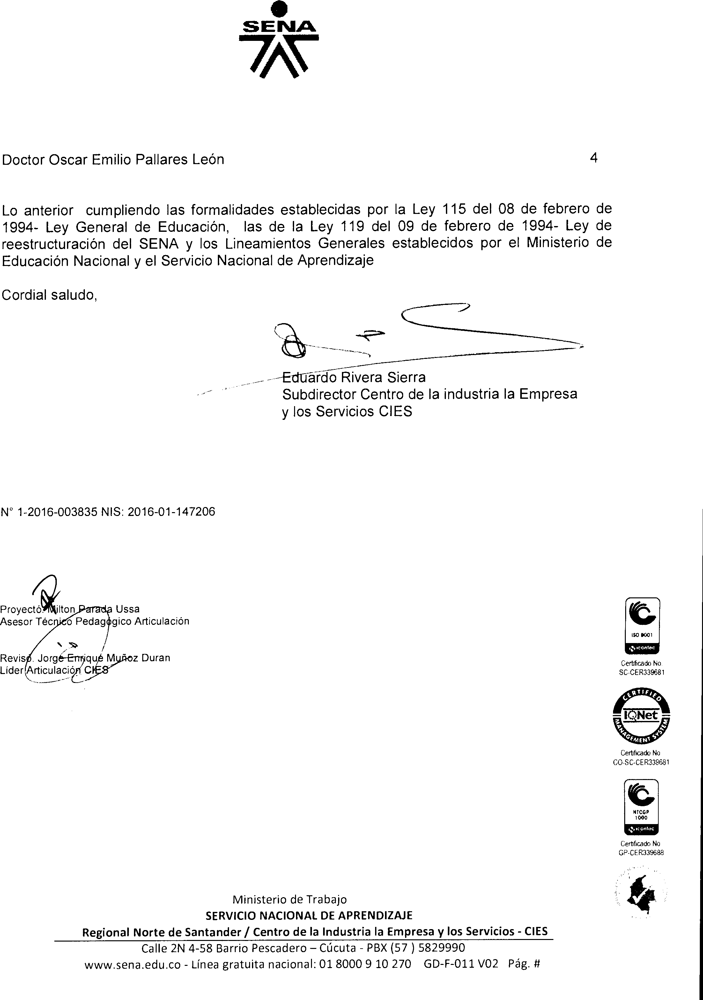 SENA
Doctor Oscar Emilio Pallares León 4
Lo anterior cumpliendo las formalidades establecidas por la Ley 115 del 08 de febrero de
1994- Ley General de Educación, las de la Ley 119 del 09 de febrero de 1994- Ley de
reestructuración del SENA y los Lineamientos Generales establecidos por el Ministerio de
Educación Nacional y el Servicio Nacional de Aprendizaje
Cordial saludo,
Eduardo Rivera Sierra
Subdirector Centro de la industria la Empresa
y los Servicios CIES
N° 1-2016-003835 NIS: 2016-01-147206
Proyectó: Milton Parada Ussa
Asesor Técnico Pedagógico Articulación
Revisó. Jorge Enrique Muñoz Duran
Líder Articulación CIES
ISO 9001
icontec
Certificado No.
SC-CER339681
CERTIFIED
IQNet
MANAGEMENT SYSTEM
Certificado No
CO-SC-CER339681
NTCGP
1000
icontec
Certificado No
GP-CER339688
Ministerio de Trabajo
SERVICIO NACIONAL DE APRENDIZAJE
Regional Norte de Santander / Centro de la Industria la Empresa y los Servicios - CIES
Calle 2N 4-58 Barrio Pescadero – Cúcuta - PBX (57 ) 5829990
www.sena.edu.co - Línea gratuita nacional: 01 8000 9 10 270 GD-F-011 V02 Pág. #